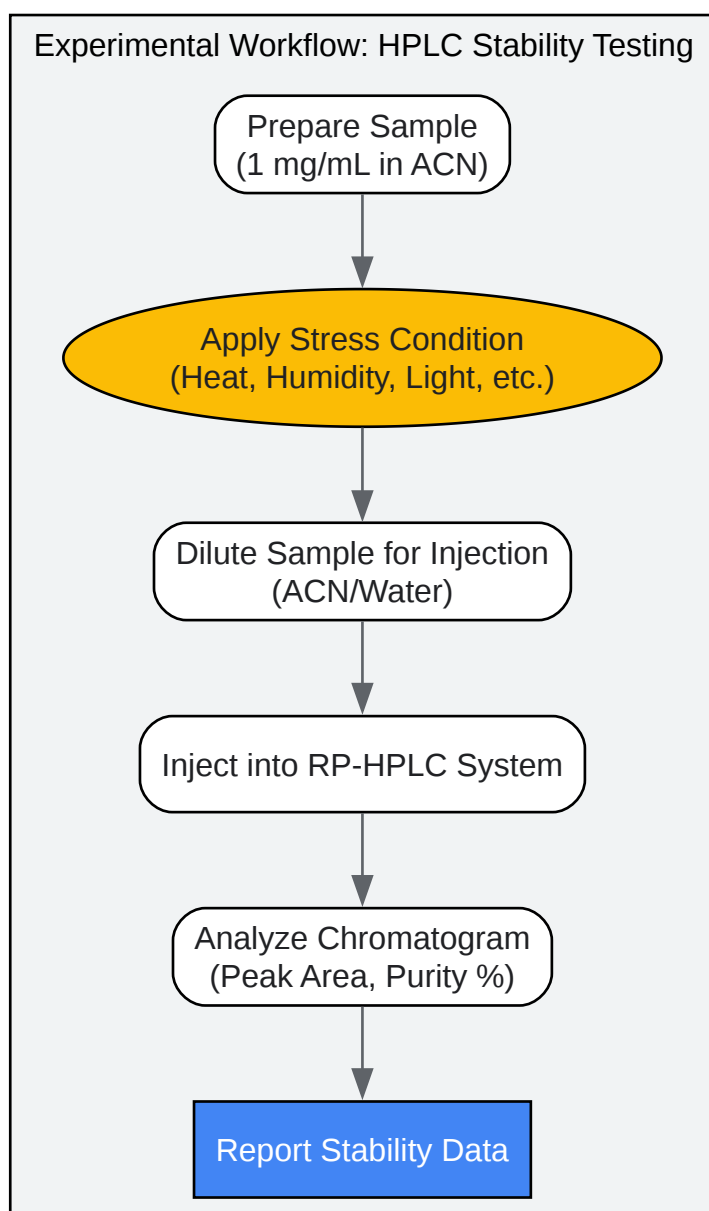 Experimental Workflow: HPLC Stability Testing
Prepare Sample
(1 mg/mL in ACN)
Apply Stress Condition
(Heat, Humidity, Light, etc.)
Dilute Sample for Injection
(ACN/Water)
Inject into RP-HPLC System
Analyze Chromatogram
(Peak Area, Purity %)
Report Stability Data